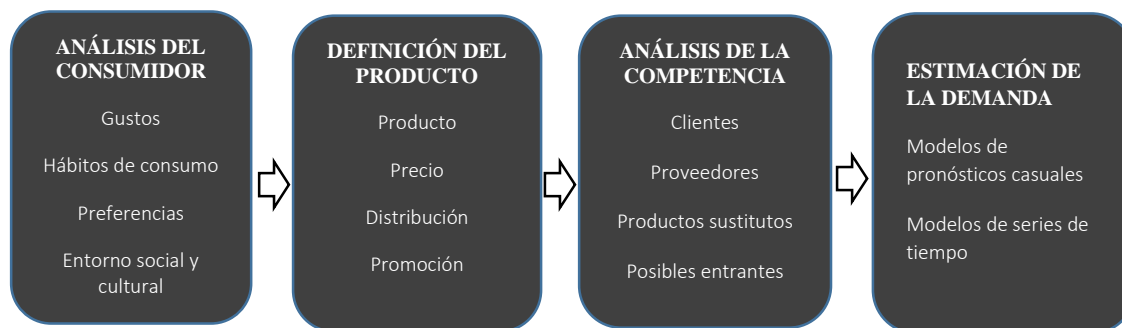 ANÁLISIS DEL
CONSUMIDOR
Gustos
Hábitos de consumo
Preferencias
Entorno social y
cultural
DEFINICIÓN DEL
PRODUCTO
Producto
Precio
Distribución
Promoción
ANÁLISIS DE LA
COMPETENCIA
Clientes
Proveedores
Productos sustitutos
Posibles entrantes
ESTIMACIÓN DE
LA DEMANDA
Modelos de
pronósticos casuales
Modelos de series de
tiempo